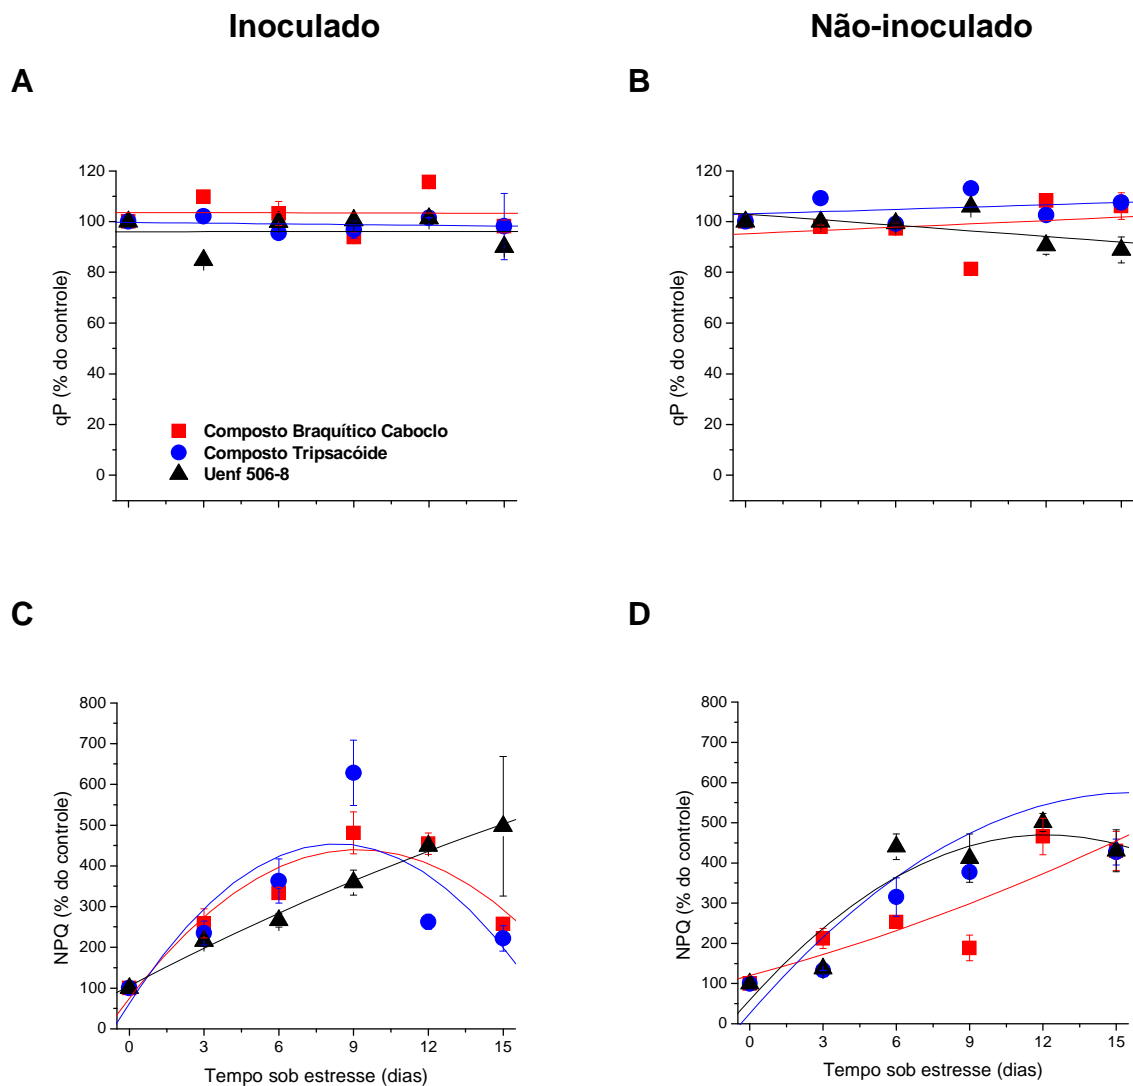 Inoculado
Não-inoculado
A
B
120
100
80
60
40
20
0
qP (% do controle)
Composto Braquítico Caboclo
Composto Tripsacóide
Uenf 506-8
120
100
80
60
40
20
0
qP (% do controle)
C
D
800
700
600
500
400
300
200
100
0
NPQ (% do controle)
0 3 6 9 12 15
Tempo sob estresse (dias)
800
700
600
500
400
300
200
100
0
NPQ (% do controle)
0 3 6 9 12 15
Tempo sob estresse (dias)